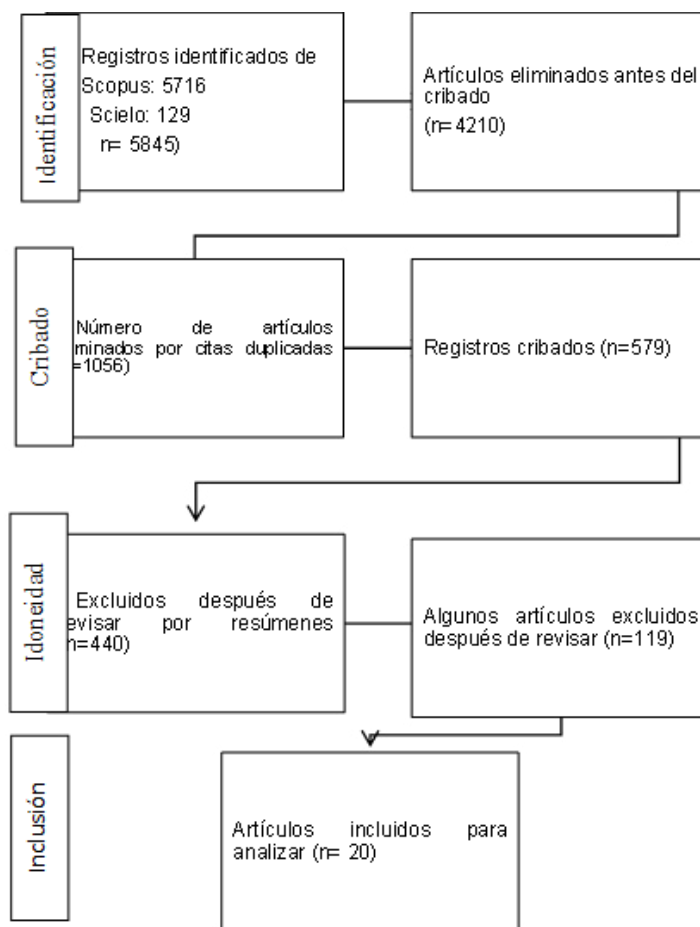 Identificación
Registros identificados de
Scopus: 5716
Scielo: 129
n= 5845)
Artículos eliminados antes del
cribado
(n=4210)
Cribado
Número de artículos
minados por citas duplicadas
=1056)
Registros cribados (n=579)
Idoneidad
Excluidos después de
evisar por resúmenes
n=440)
Algunos artículos excluidos
después de revisar (n=119)
Inclusión
Artículos incluidos para
analizar (n= 20)